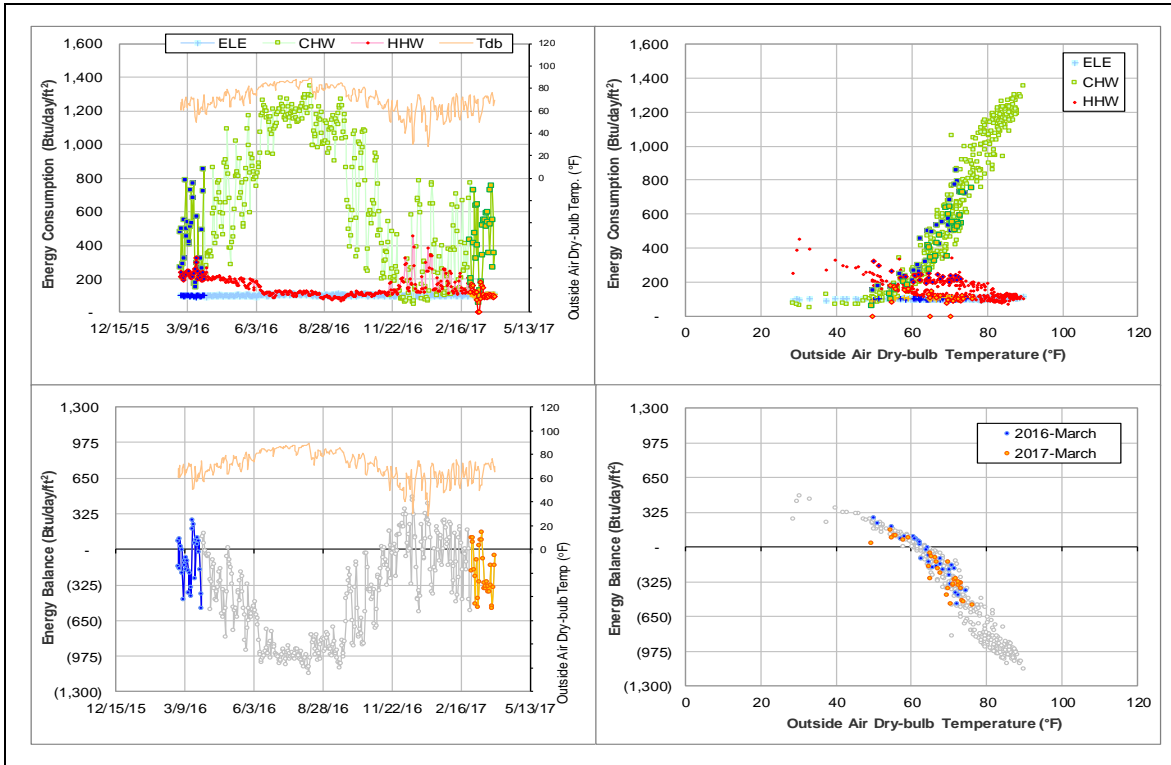 ELE CHW HHW Tdb
Energy Consumption (Btu/day/ft²)
1,600
1,400
1,200
1,000
800
600
400
200
-
120
100
80
60
40
20
0
Outside Air Dry-bulb Temp. (°F)
12/15/15 3/9/16 6/3/16 8/28/16 11/22/16 2/16/17 5/13/17
Energy Consumption (Btu/day/ft²)
1,600
1,400
1,200
1,000
800
600
400
200
-
ELE
CHW
HHW
0 20 40 60 80 100 120
Outside Air Dry-bulb Temperature (°F)
Energy Balance (Btu/day/ft²)
1,300
975
650
325
-
(325)
(650)
(975)
(1,300)
120
100
80
60
40
20
0
Outside Air Dry-bulb Temp (°F)
12/15/15 3/9/16 6/3/16 8/28/16 11/22/16 2/16/17 5/13/17
Energy Balance (Btu/day/ft²)
1,300
975
650
325
-
(325)
(650)
(975)
(1,300)
2016-March
2017-March
0 20 40 60 80 100 120
Outside Air Dry-bulb Temperature (°F)